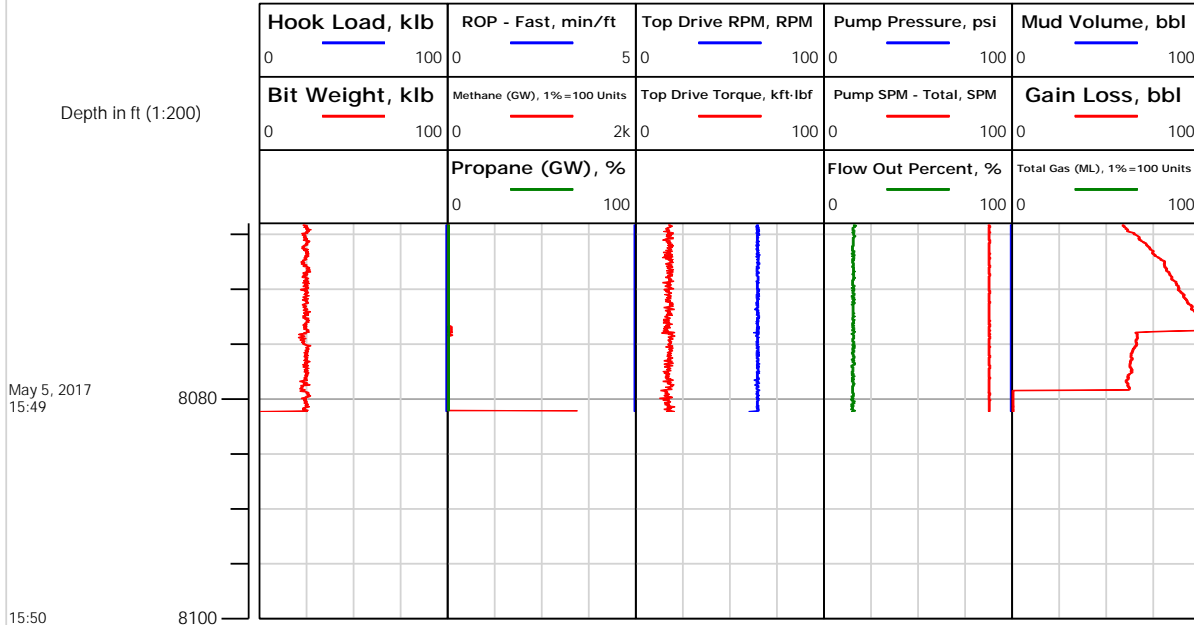 Hook Load, klb
0 100
ROP - Fast, min/ft
0 5
Top Drive RPM, RPM
0 100
Pump Pressure, psi
0 100
Mud Volume, bbl
0 100
Depth in ft (1:200)
Bit Weight, klb
0 100
Methane (GW), 1%=100 Units
0 2k
Top Drive Torque, kft·lbf
0 100
Pump SPM - Total, SPM
0 100
Gain Loss, bbl
0 100
Propane (GW), %
0 100
Flow Out Percent, %
0 100
Total Gas (ML), 1%=100 Units
0 100
May 5, 2017
15:49
8080
15:50
8100